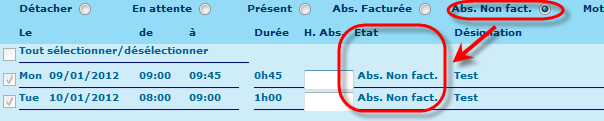 Détacher En attente Présent Abs. Facturée Abs. Non fact. Mot
Le de à Durée H. Abs. Etat Désignation
Tout sélectionner/désélectionner
Mon 09/01/2012 09:00 09:45 0h45 Abs. Non fact. Test
Tue 10/01/2012 08:00 09:00 1h00 Abs. Non fact. Test